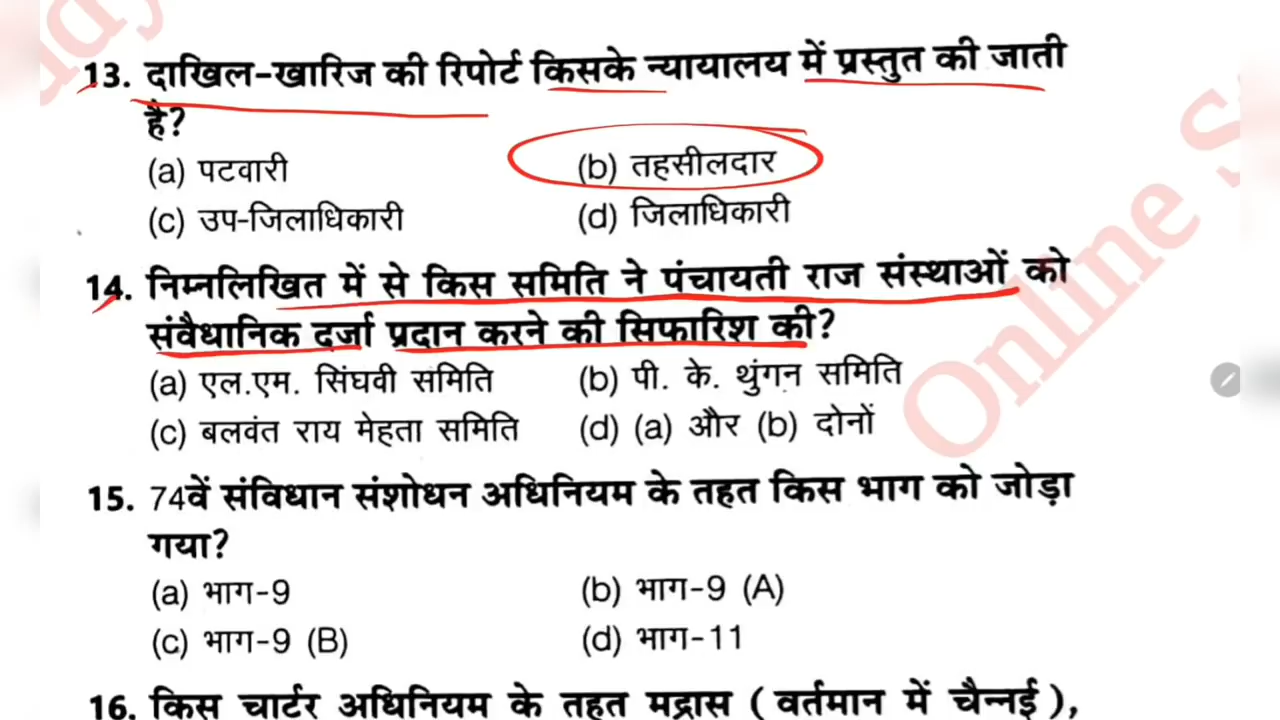 13. दाखिल-खारिज की रिपोर्ट किसके न्यायालय में प्रस्तुत की जाती
है?
(a) पटवारी (b) तहसीलदार
(c) उप-जिलाधिकारी (d) जिलाधिकारी
14. निम्नलिखित में से किस समिति ने पंचायती राज संस्थाओं को
संवैधानिक दर्जा प्रदान करने की सिफारिश की?
(a) एल.एम. सिंघवी समिति (b) पी. के. थुंगन समिति
(c) बलवंत राय मेहता समिति (d) (a) और (b) दोनों
15. 74वें संविधान संशोधन अधिनियम के तहत किस भाग को जोड़ा
गया?
(a) भाग-9 (b) भाग-9 (A)
(c) भाग-9 (B) (d) भाग-11
16. किस चार्टर अधिनियम के तहत मद्रास (वर्तमान में चैन्नई),
Online